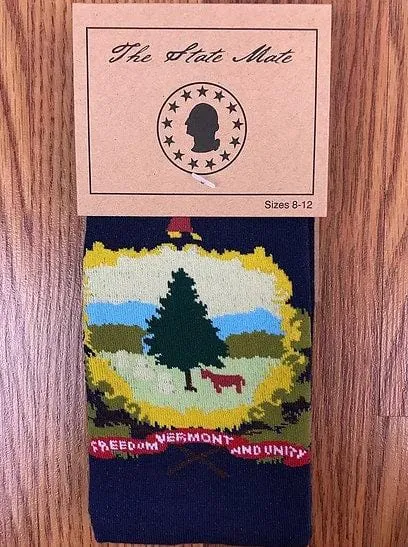 The State Mate
Sizes 8-12
FREEDOM VERMONT AND UNITY